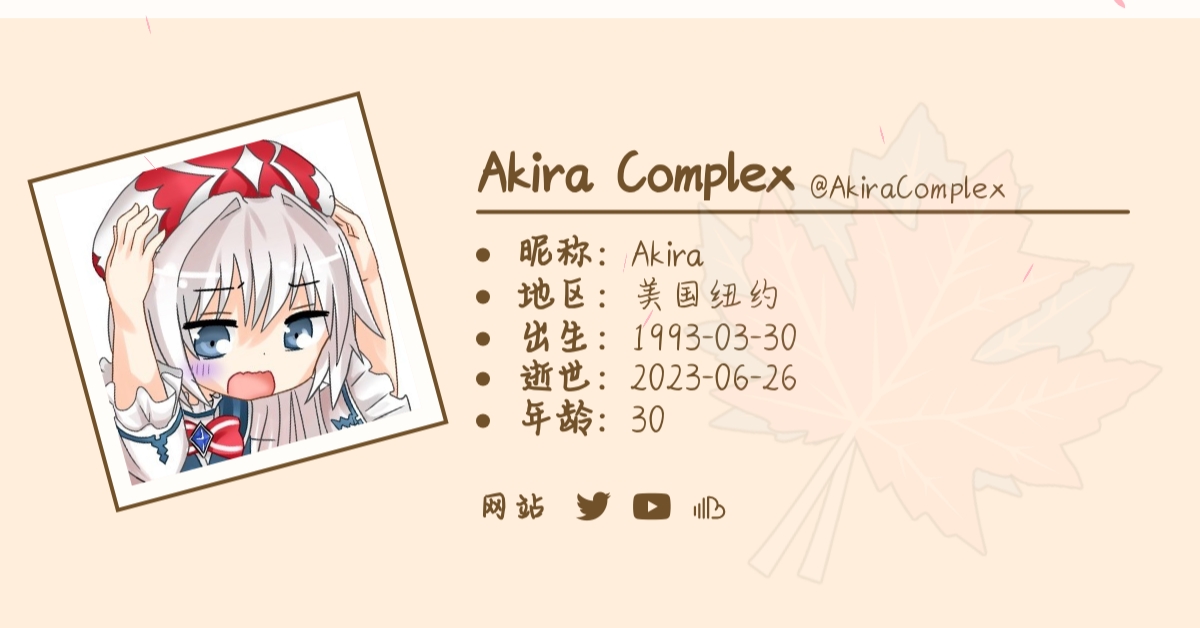 Akira Complex @AkiraComplex
昵称： Akira
地区： 美国纽约
出生： 1993-03-30
逝世： 2023-06-26
年龄： 30
网站